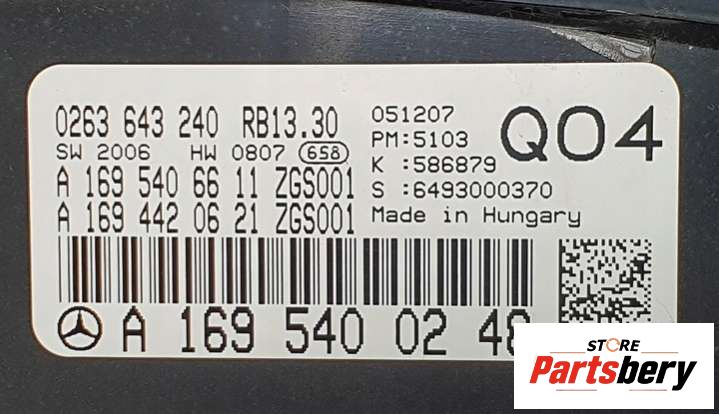 0263 643 240 RB13.30
SW 2006 HW 0807 658
A 169 540 66 11 ZGS001
A 169 442 06 21 ZGS001
051207
PM:5103
K :586879
S :6493000370
Made in Hungary
Q04
A 169 540 02
STORE
Partsbery